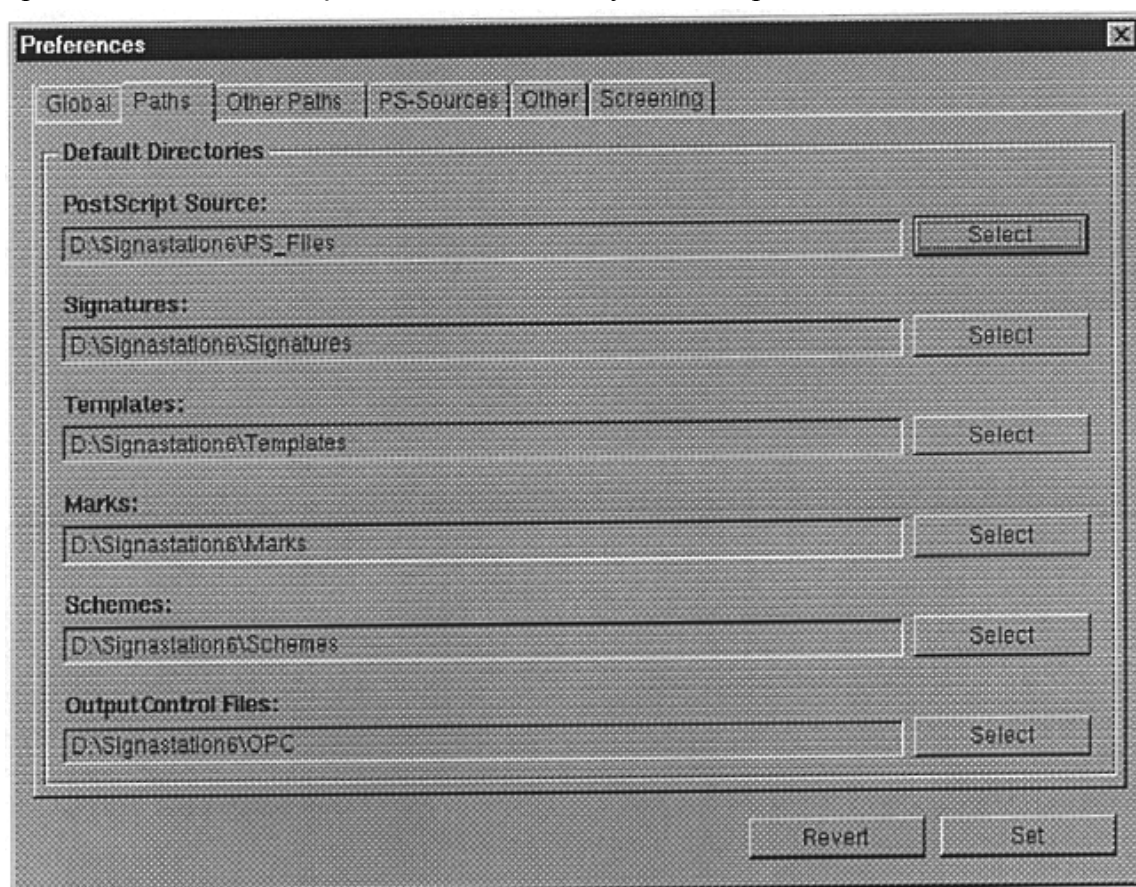 Preferences
Global Paths Other Paths PS-Sources Other Screening
Default Directories
PostScript Source:
D:\Signastation6\PS_Files Select
Signatures:
D:\Signastation6\Signatures Select
Templates:
D:\Signastation6\Templates Select
Marks:
D:\Signastation6\Marks Select
Schemes:
D:\Signastation6\Schemes Select
Output Control Files:
D:\Signastation6\OPC Select
Revert Set